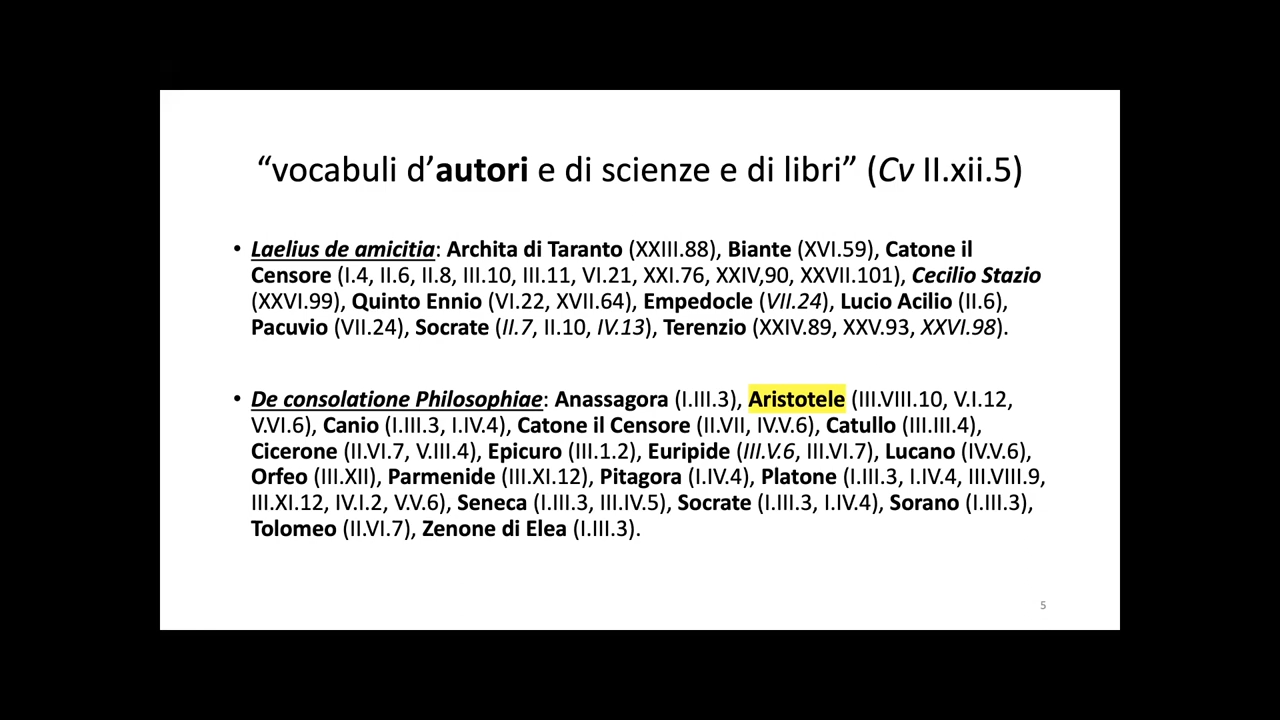 “vocabuli d’autori e di scienze e di libri” (Cv II.xii.5)
• Laelius de amicitia: Archita di Taranto (XXIII.88), Biante (XVI.59), Catone il
Censore (I.4, II.6, II.8, III.10, III.11, VI.21, XXI.76, XXIV,90, XXVII.101), Cecilio Stazio
(XXVI.99), Quinto Ennio (VI.22, XVII.64), Empedocle (VII.24), Lucio Acilio (II.6),
Pacuvio (VII.24), Socrate (II.7, II.10, IV.13), Terenzio (XXIV.89, XXV.93, XXVI.98).
• De consolatione Philosophiae: Anassagora (I.III.3), Aristotele (III.VIII.10, V.I.12,
V.VI.6), Canio (I.III.3, I.IV.4), Catone il Censore (II.VII, IV.V.6), Catullo (III.III.4),
Cicerone (II.VI.7, V.III.4), Epicuro (III.1.2), Euripide (III.V.6, III.VI.7), Lucano (IV.V.6),
Orfeo (III.XII), Parmenide (III.XI.12), Pitagora (I.IV.4), Platone (I.III.3, I.IV.4, III.VIII.9,
III.XI.12, IV.I.2, V.V.6), Seneca (I.III.3, III.IV.5), Socrate (I.III.3, I.IV.4), Sorano (I.III.3),
Tolomeo (II.VI.7), Zenone di Elea (I.III.3).
5